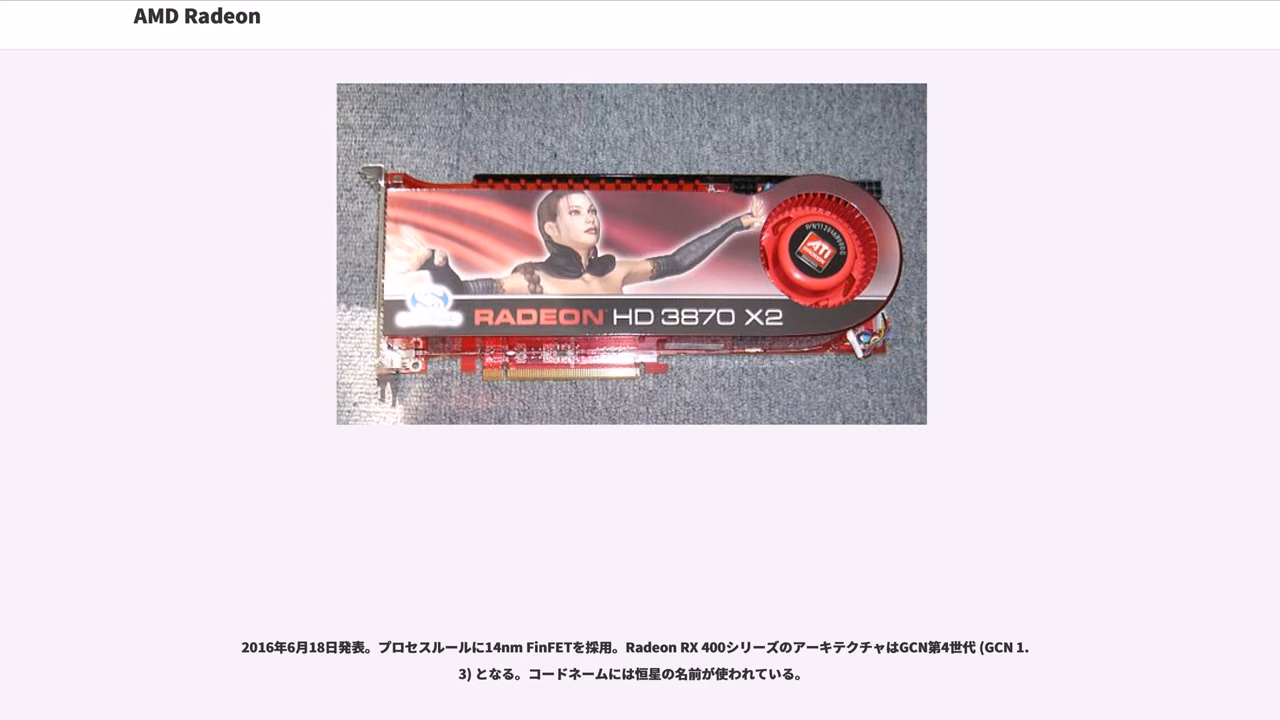 AMD Radeon
ATI
RADEON HD 3870 X2
2016年6月18日発表。プロセスルールに14nm FinFETを採用。Radeon RX 400シリーズのアーキテクチャはGCN第4世代 (GCN 1.
3) となる。コードネームには恒星の名前が使われている。